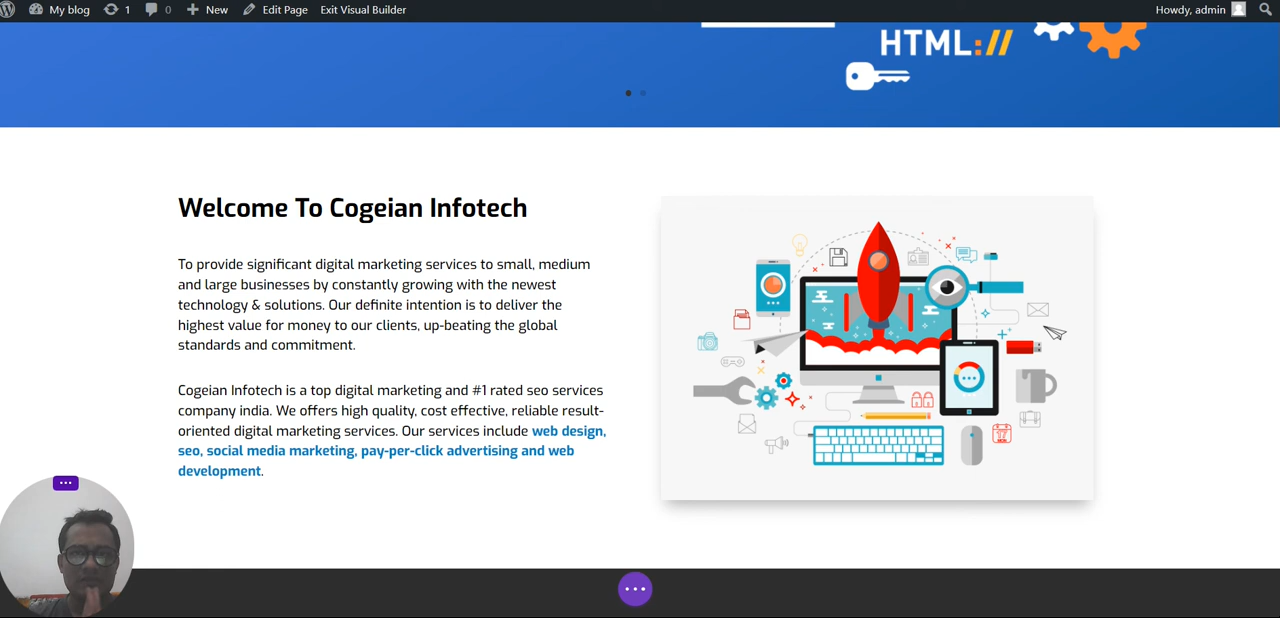 My blog 1 0 New Edit Page Exit Visual Builder Howdy, admin
HTML://
Welcome To Cogeian Infotech
To provide significant digital marketing services to small, medium
and large businesses by constantly growing with the newest
technology & solutions. Our definite intention is to deliver the
highest value for money to our clients, up-beating the global
standards and commitment.
Cogeian Infotech is a top digital marketing and #1 rated seo services
company india. We offers high quality, cost effective, reliable result-
oriented digital marketing services. Our services include web design,
seo, social media marketing, pay-per-click advertising and web
development.
17